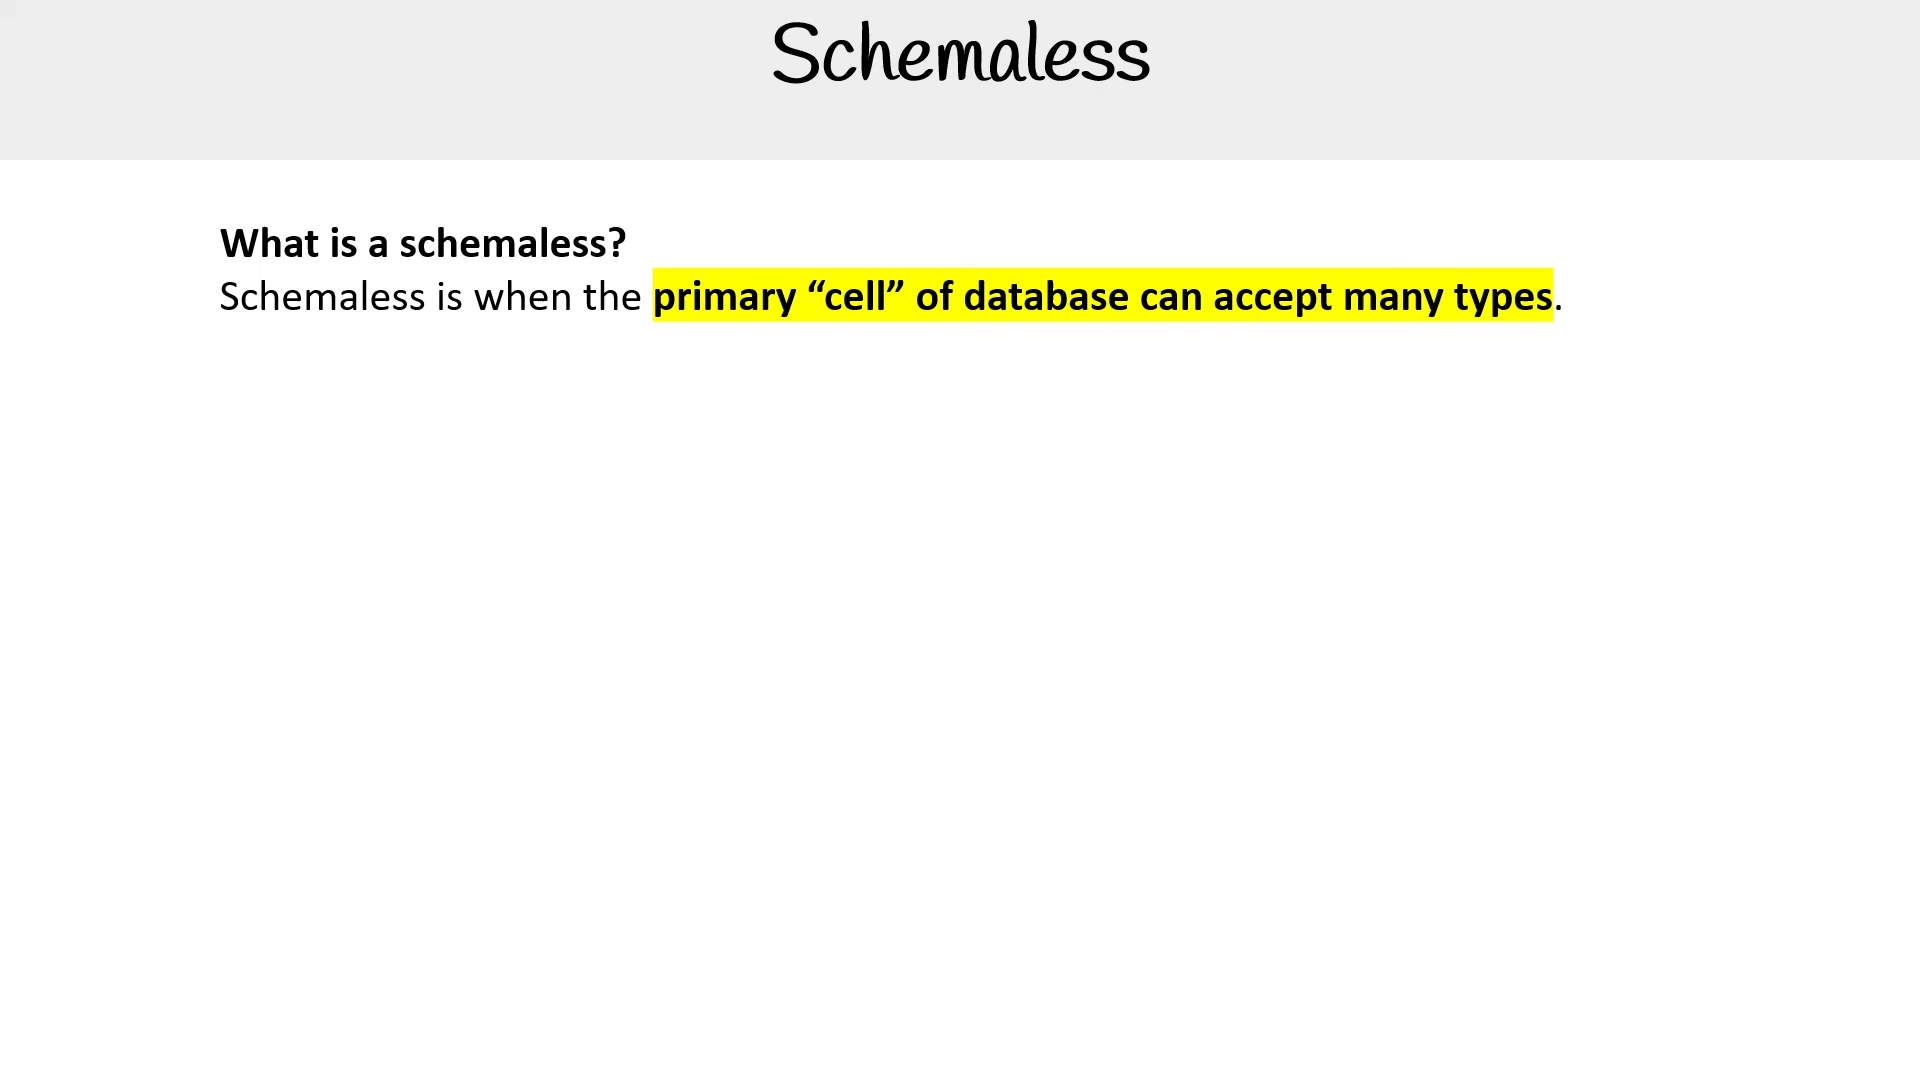 Schemaless
What is a schemaless?
Schemaless is when the primary “cell” of database can accept many types.